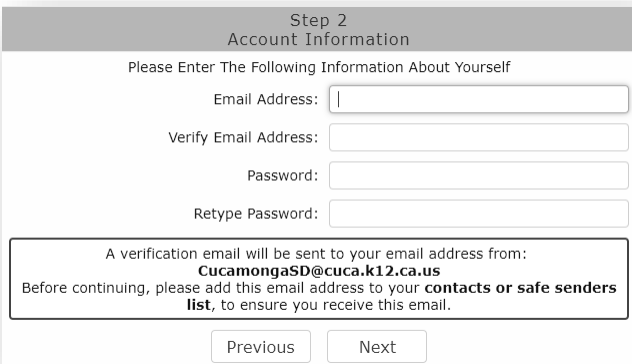 Step 2
Account Information
Please Enter The Following Information About Yourself
Email Address:
Verify Email Address:
Password:
Retype Password:
A verification email will be sent to your email address from:
CucamongaSD@cuca.k12.ca.us
Before continuing, please add this email address to your contacts or safe senders
list, to ensure you receive this email.
Previous Next